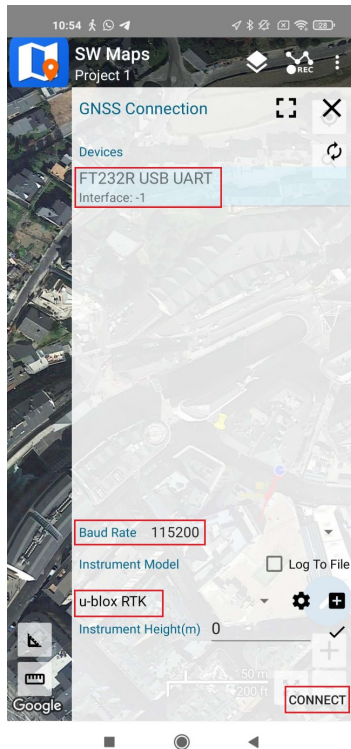 10:54
28
SW Maps
Project 1
REC
GNSS Connection
Devices
FT232R USB UART
Interface: -1
Baud Rate 115200
Instrument Model Log To File
u-blox RTK
Instrument Height(m) 0
50 m
200 ft
Google
CONNECT